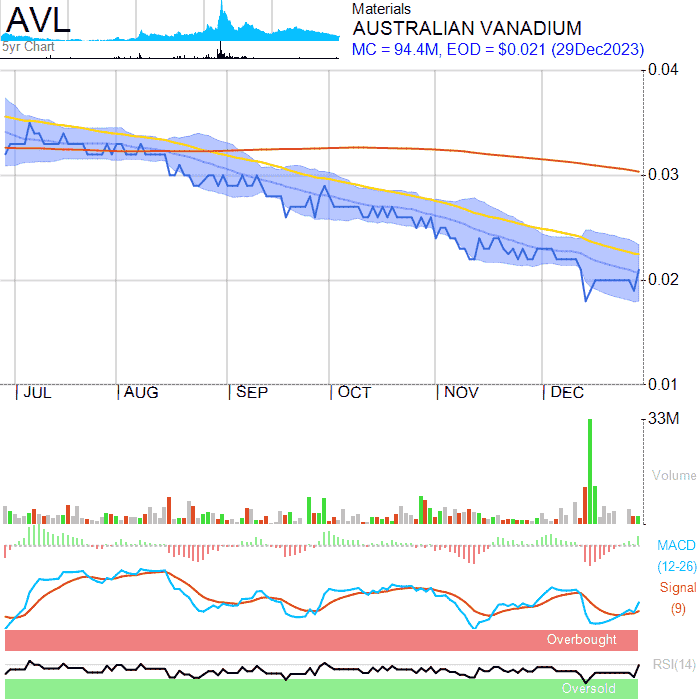 AVL
5yr Chart
Materials
AUSTRALIAN VANADIUM
MC = 94.4M, EOD = $0.021 (29Dec2023)
0.04
0.03
0.02
0.01
JUL
AUG
SEP
OCT
NOV
DEC
33M
Volume
MACD
(12-26)
Signal
(9)
Overbought
RSI(14)
Oversold